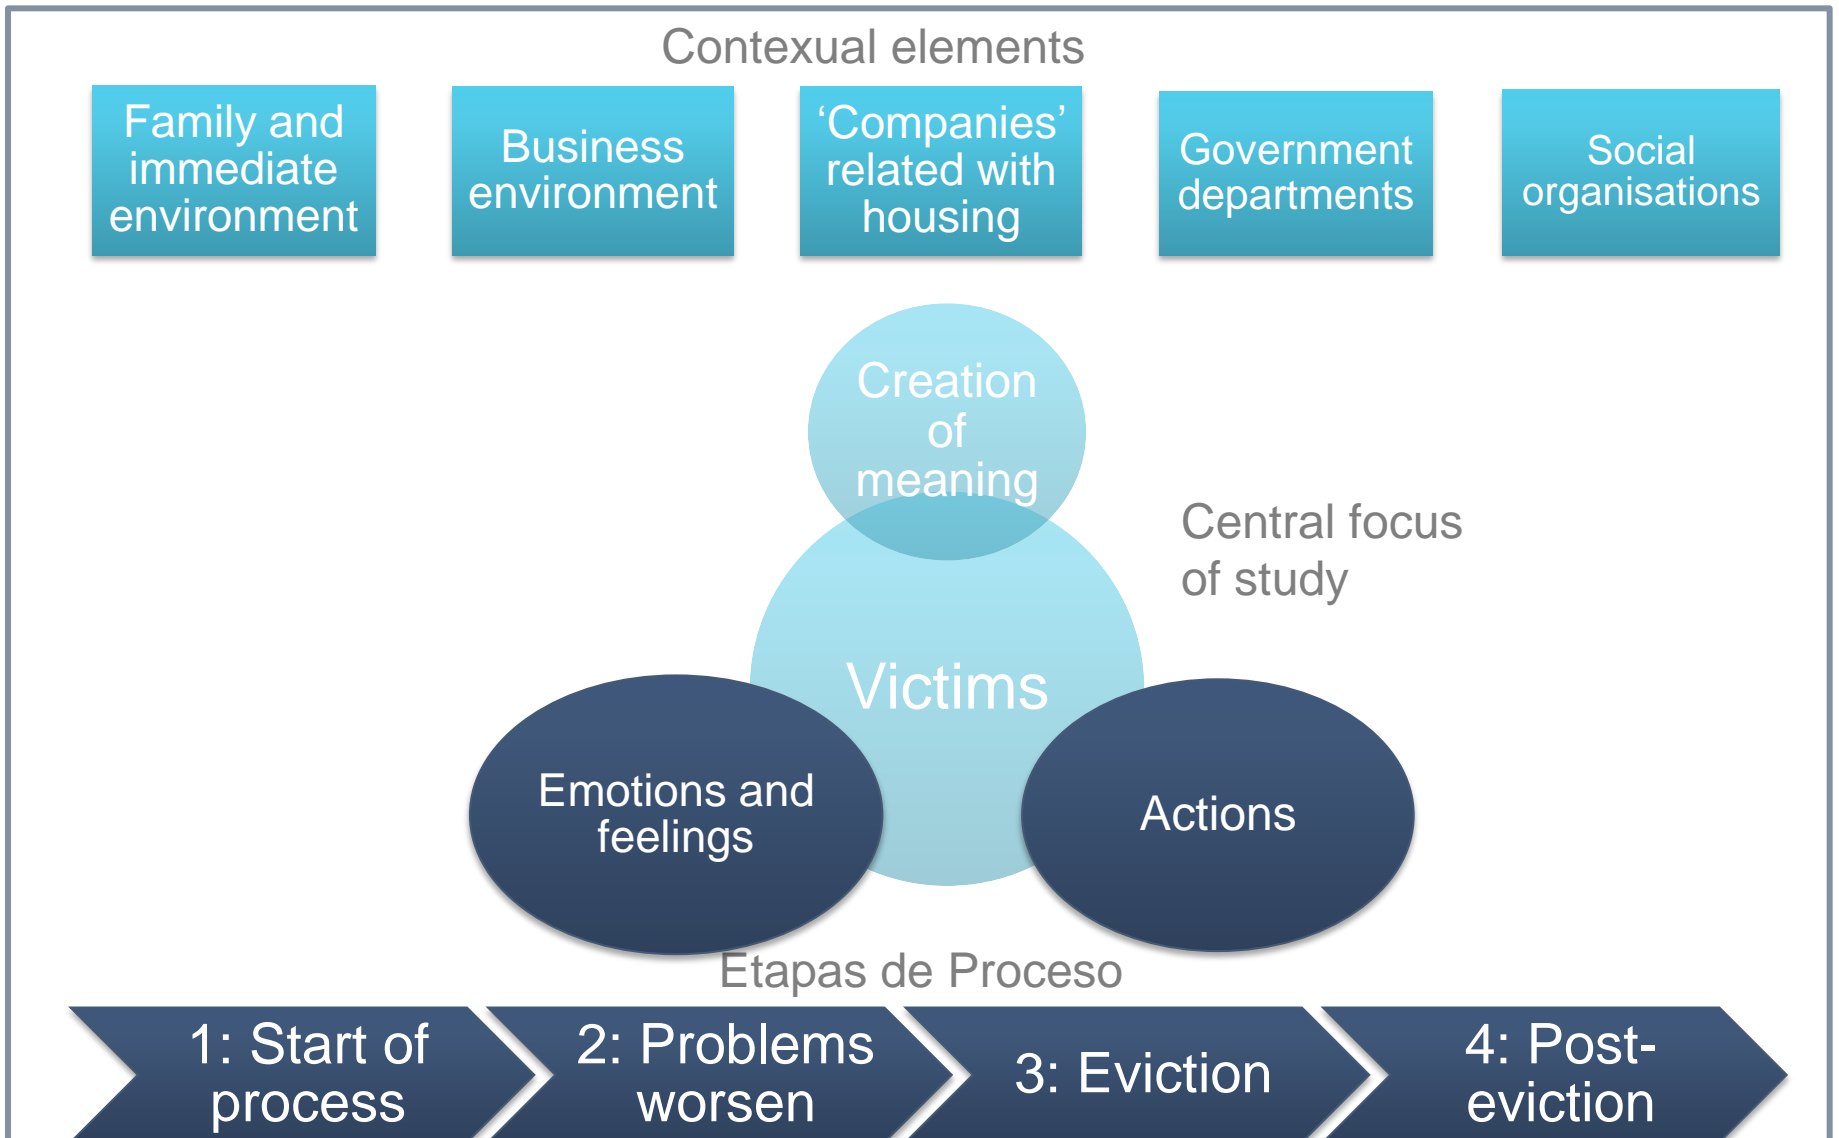 Contexual elements
Family and
immediate
environment
Business
environment
‘Companies’
related with
housing
Government
departments
Social
organisations
Creation
of
meaning
Central focus
of study
Victims
Emotions and
feelings
Actions
Etapas de Proceso
1: Start of
process
2: Problems
worsen
3: Eviction
4: Post-
eviction